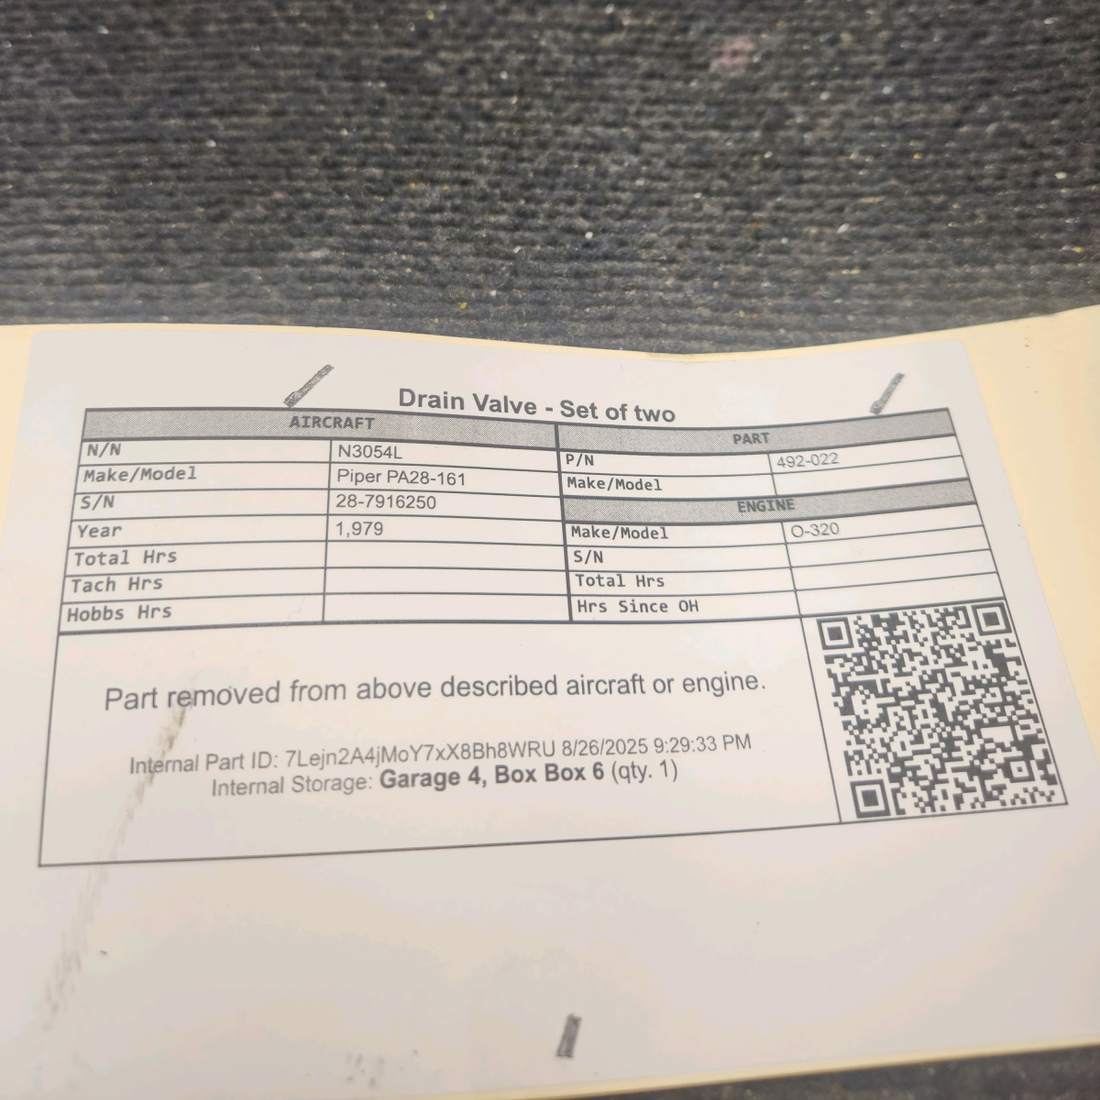 Drain Valve - Set of two
AIRCRAFT
N/N N3054L
Make/Model Piper PA28-161
S/N 28-7916250
Year 1,979
Total Hrs
Tach Hrs
Hobbs Hrs
PART
P/N 492-022
Make/Model
ENGINE
Make/Model O-320
S/N
Total Hrs
Hrs Since OH
Part removed from above described aircraft or engine.
Internal Part ID: 7Lejn2A4jMoY7xX8Bh8WRU 8/26/2025 9:29:33 PM
Internal Storage: Garage 4, Box Box 6 (qty. 1)